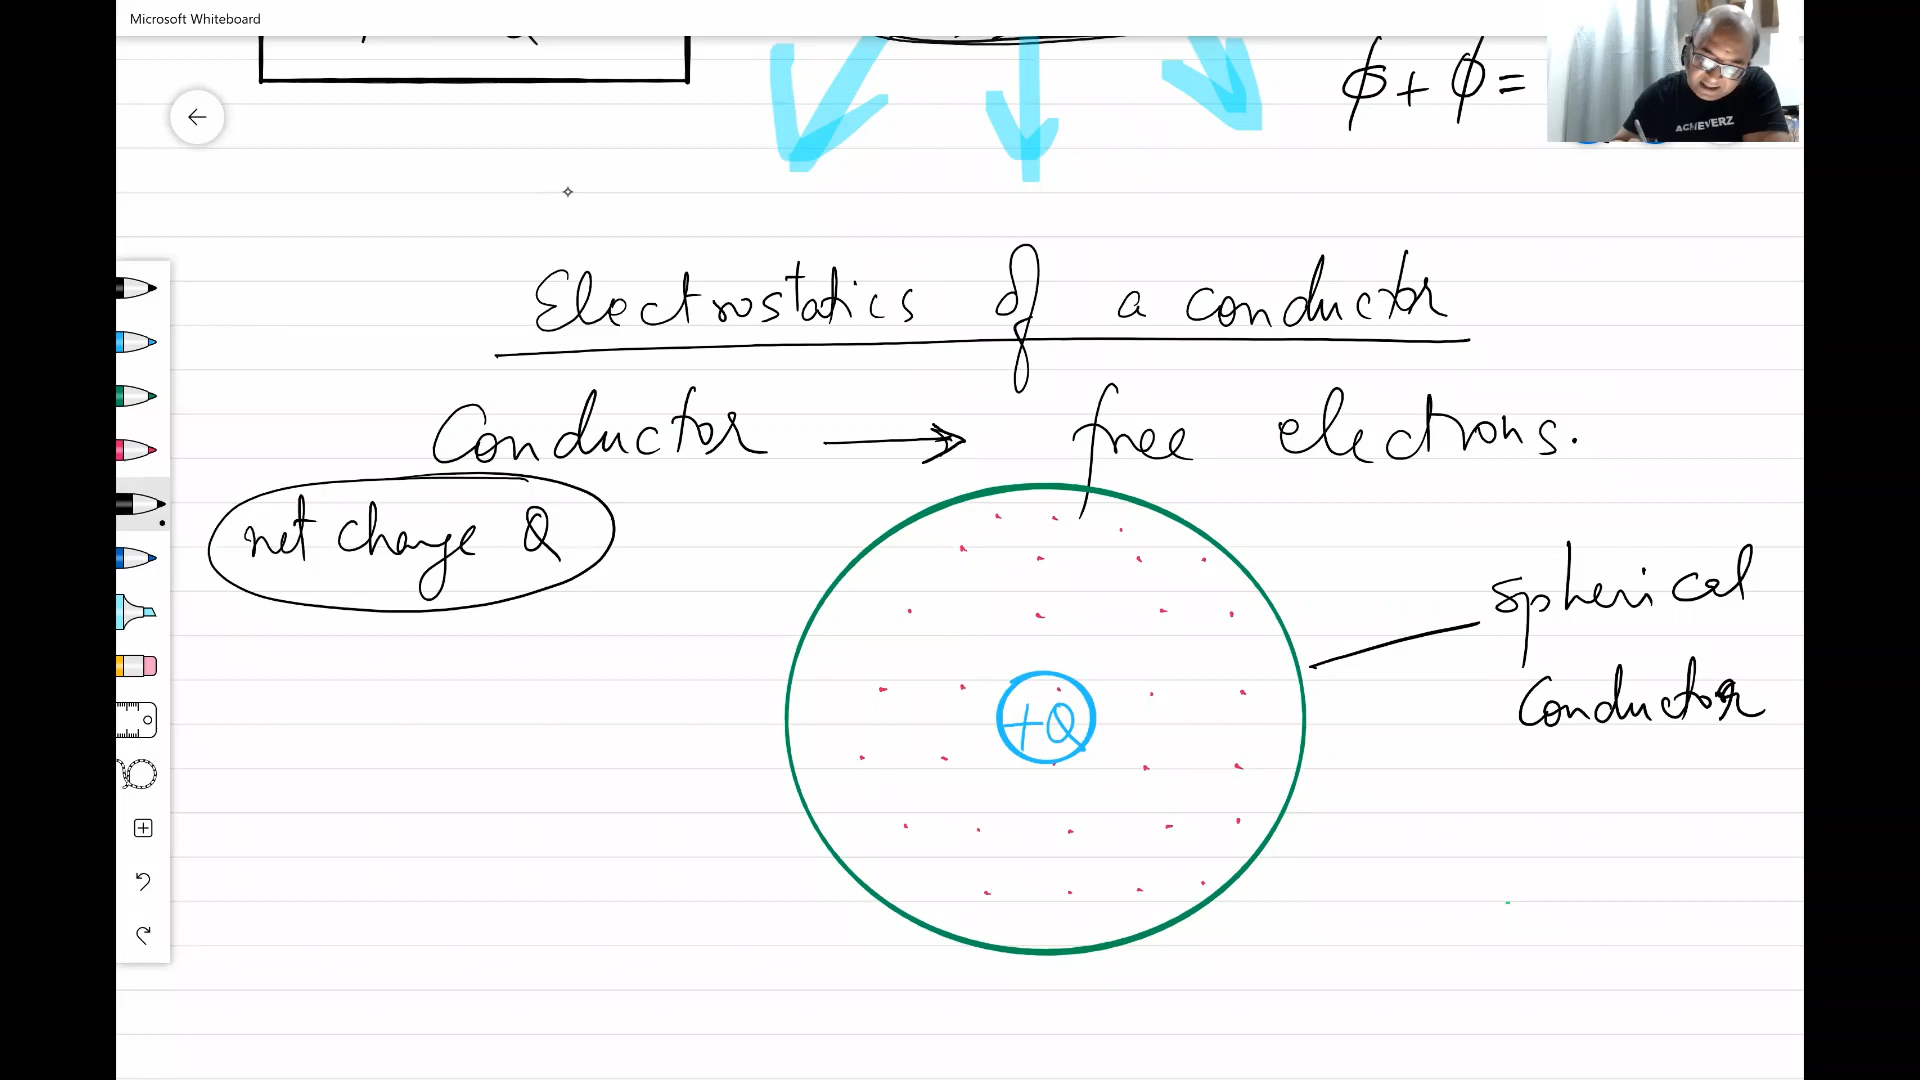 Microsoft Whiteboard
ϕ + ϕ =
ACHIEVERZ
Electrostatics of a conductor
Conductor → free electrons.
net charge Q
spherical
Conductor
+Q